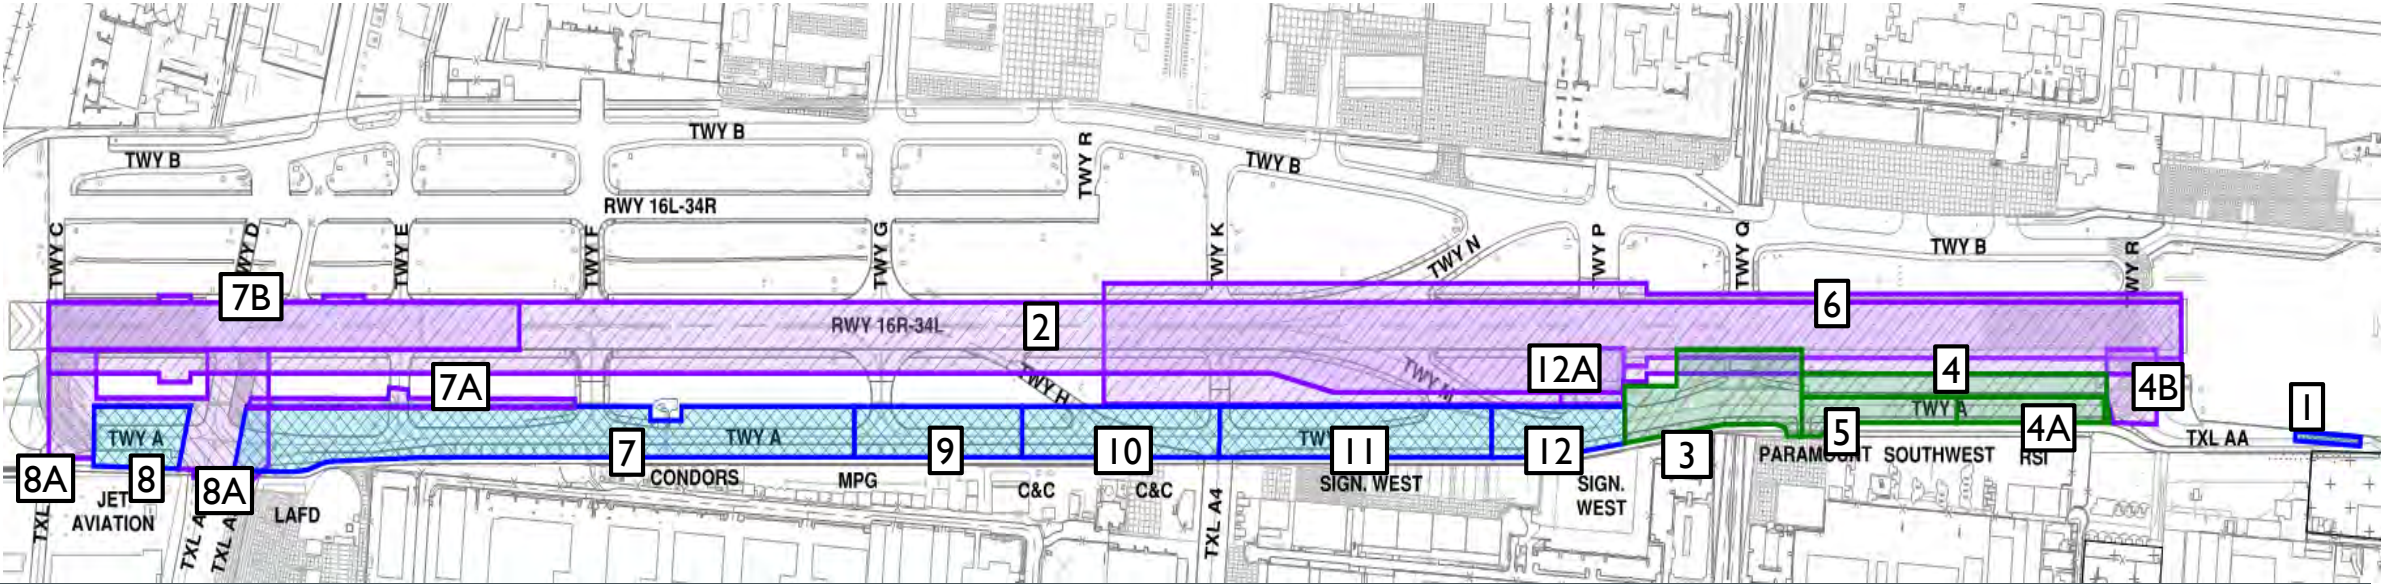 TWY B
TWY B
TWY R
TWY B
RWY 16L-34R
TWY C
WY D
TWY E
TWY F
TWY G
TWY K
TWY N
TWY P
TWY Q
TWY B
WY R
7B
2
RWY 16R-34L
6
7A
TWY H
12A
TWY M
4
4B
1
TWY A
8
7
TWY A
9
10
TW
11
12
3
5
TWY A
4A
TXL AA
8A
8A
CONDORS
MPG
C&C
C&C
SIGN. WEST
SIGN.
WEST
PARAMOUNT
SOUTHWEST
RSI
JET
AVIATION
LAFD
TXL
TXL A
TXL A
TXL A4